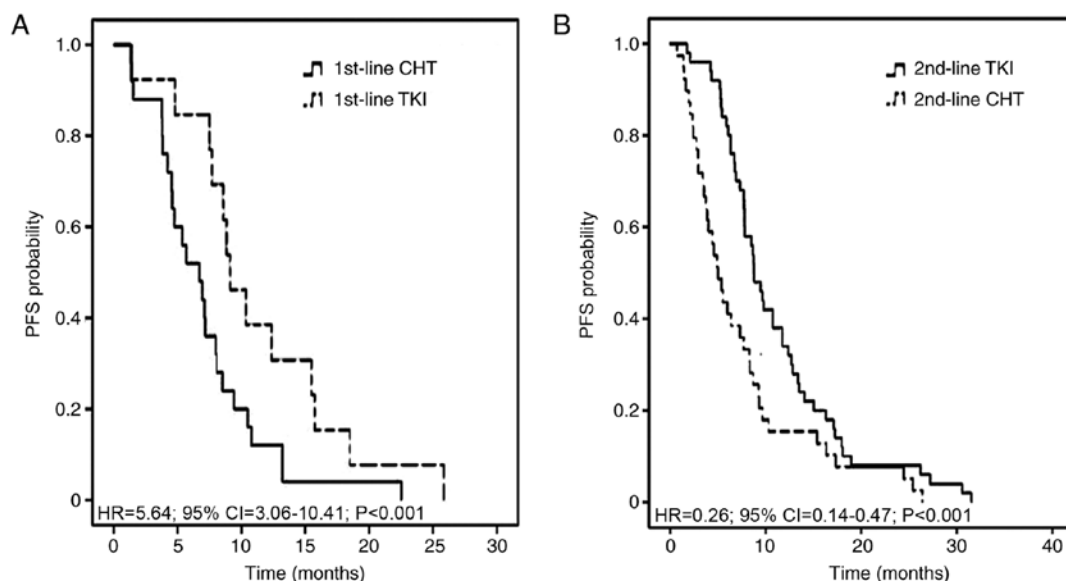 A
1st-line CHT
1st-line TKI
PFS probability
1.0
0.8
0.6
0.4
0.2
0
HR=5.64; 95% CI=3.06-10.41; P<0.001
0 5 10 15 20 25 30
Time (months)
B
2nd-line TKI
2nd-line CHT
PFS probability
1.0
0.8
0.6
0.4
0.2
0
HR=0.26; 95% CI=0.14-0.47; P<0.001
0 10 20 30 40
Time (months)